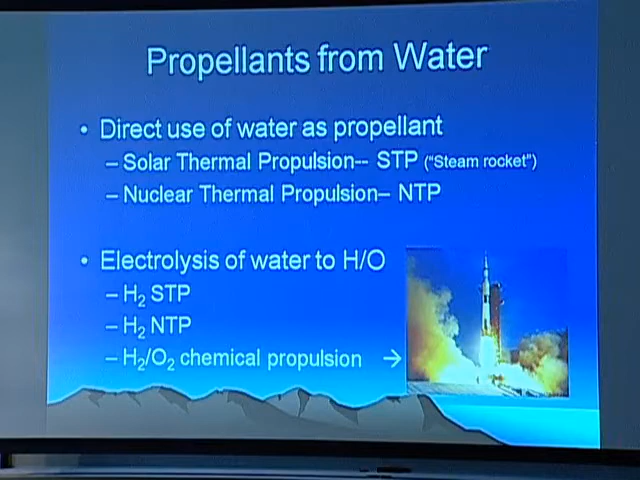 Propellants from Water
• Direct use of water as propellant
– Solar Thermal Propulsion-- STP ("Steam rocket")
– Nuclear Thermal Propulsion– NTP
• Electrolysis of water to H/O
– H₂ STP
– H₂ NTP
– H₂/O₂ chemical propulsion →